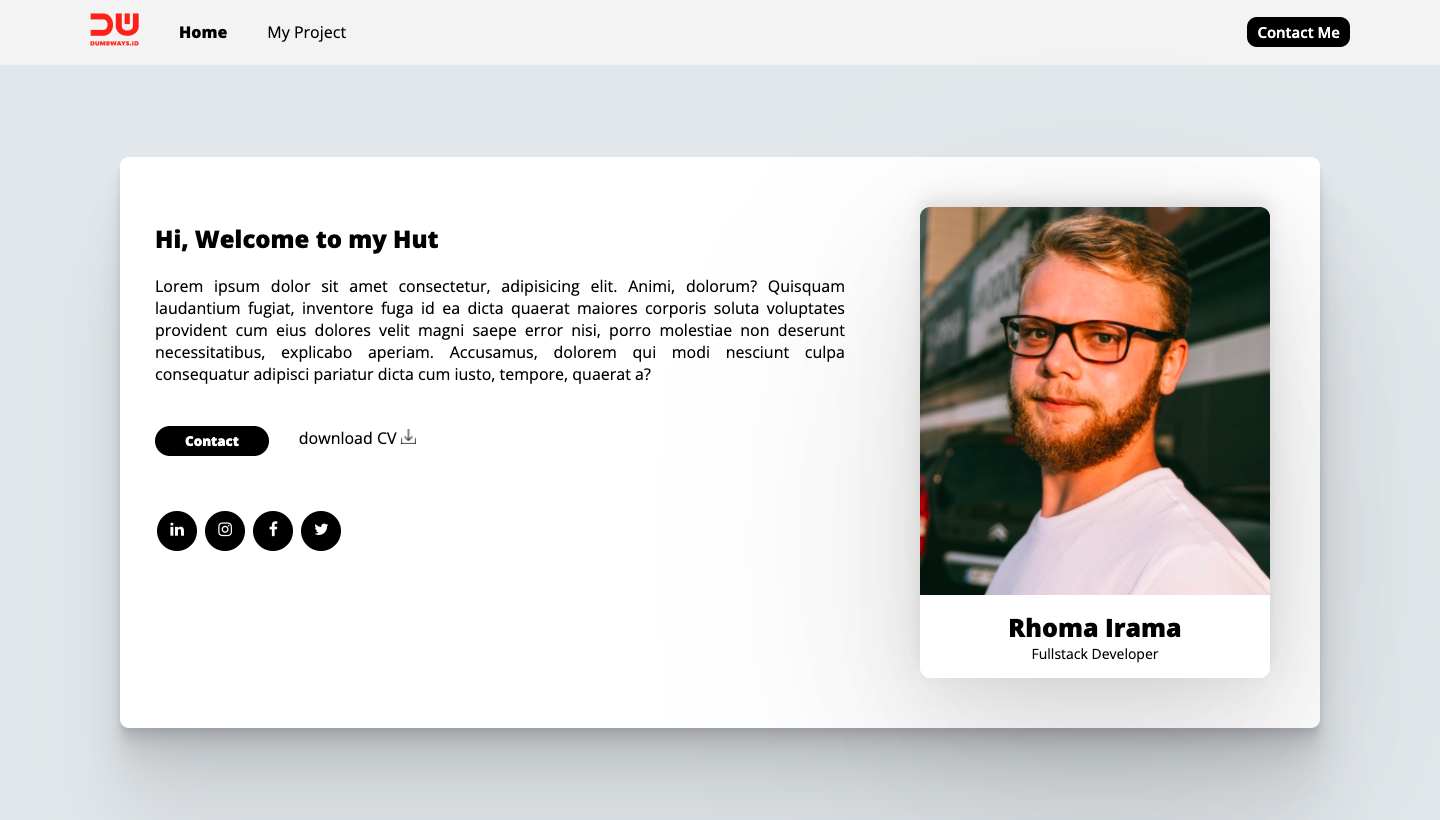 DW
DUMBWAYS.ID
Home
My Project
Contact Me
Hi, Welcome to my Hut
Lorem ipsum dolor sit amet consectetur, adipisicing elit. Animi, dolorum? Quisquam
laudantium fugiat, inventore fuga id ea dicta quaerat maiores corporis soluta voluptates
provident cum eius dolores velit magni saepe error nisi, porro molestiae non deserunt
necessitatibus, explicabo aperiam. Accusamus, dolorem qui modi nesciunt culpa
consequatur adipisci pariatur dicta cum iusto, tempore, quaerat a?
Contact
download CV
in
f
Rhoma Irama
Fullstack Developer